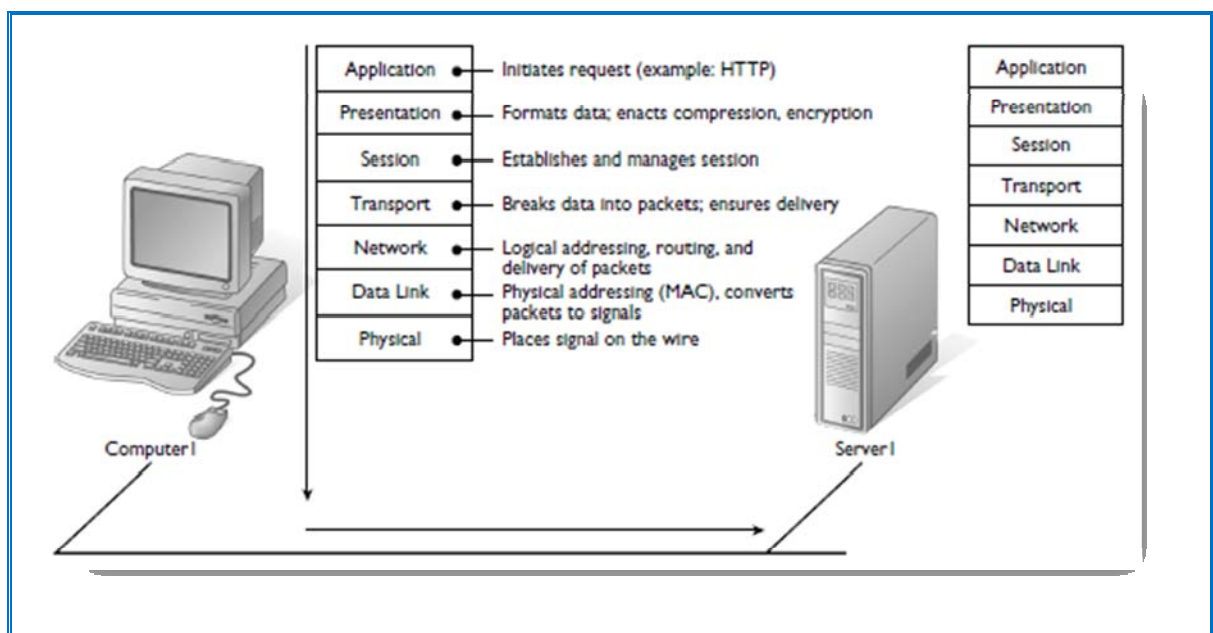 Application
Initiates request (example: HTTP)
Presentation
Formats data; enacts compression, encryption
Session
Establishes and manages session
Transport
Breaks data into packets; ensures delivery
Network
Logical addressing, routing, and
delivery of packets
Data Link
Physical addressing (MAC), converts
packets to signals
Physical
Places signal on the wire
Computer1
Server1
Application
Presentation
Session
Transport
Network
Data Link
Physical